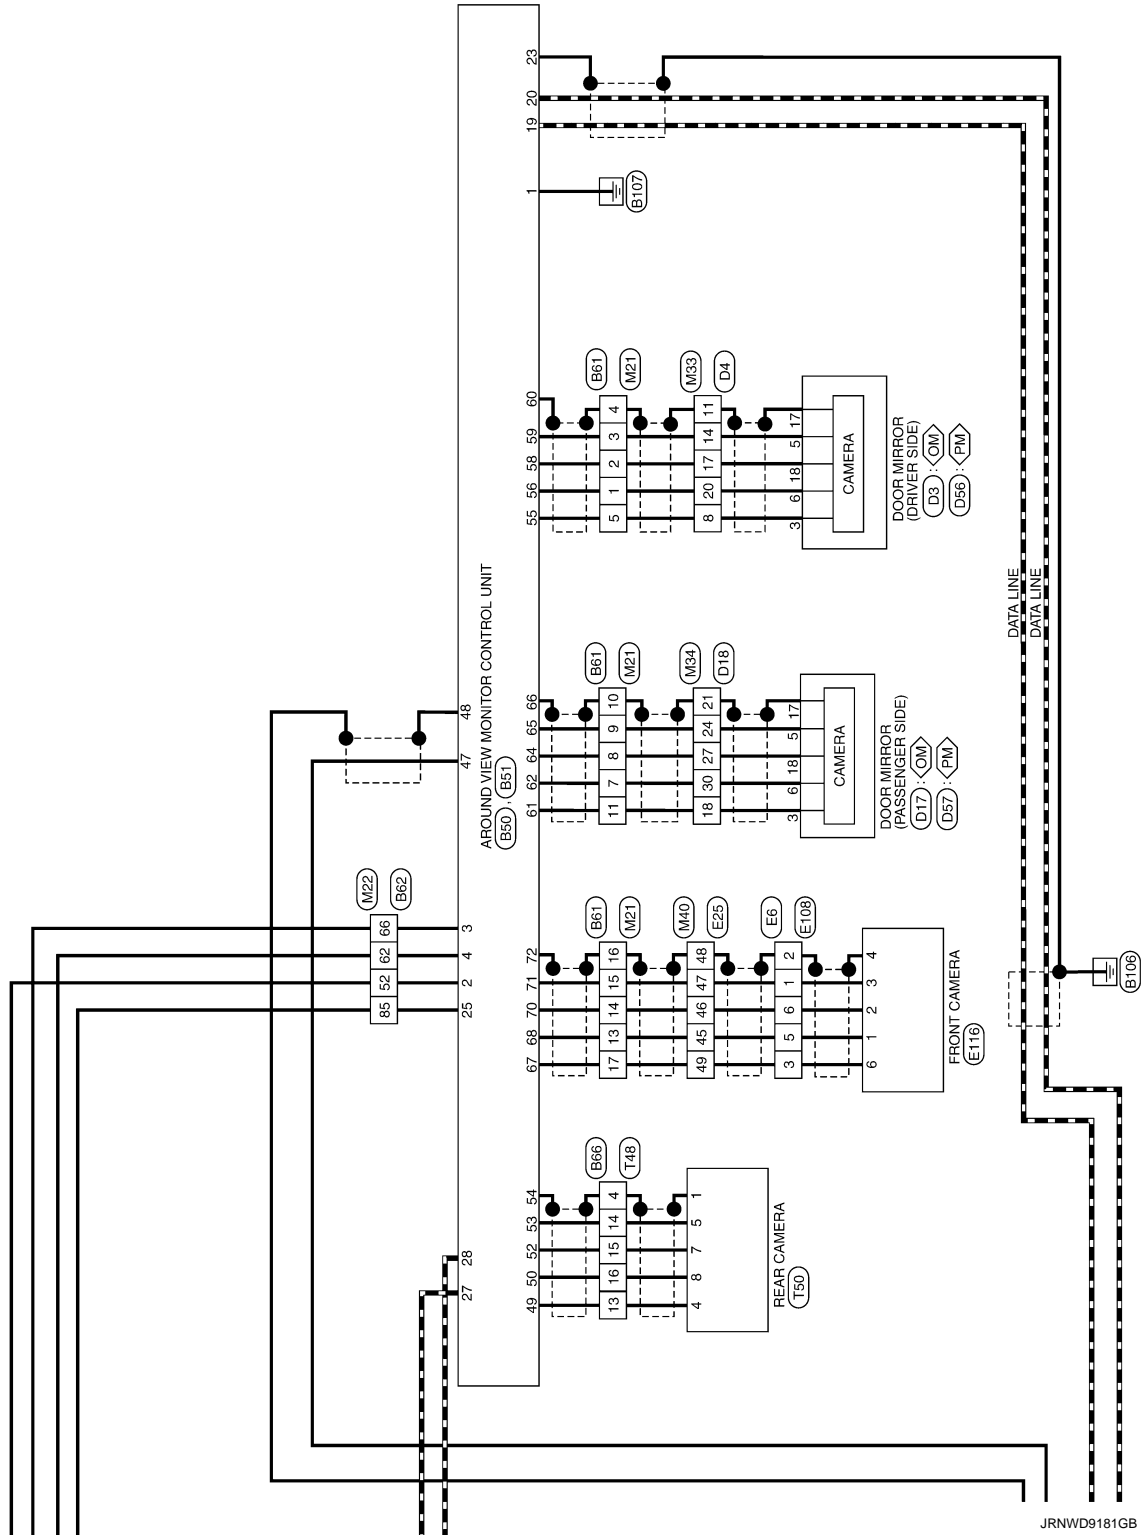 23
20
19
1
B107
60
59
58
56
55
B61
M21
4
3
2
1
5
M33
D4
11
14
17
20
8
17
5
18
6
3
CAMERA
DOOR MIRROR
(DRIVER SIDE)
D3 : OM
D56 : PM
DATA LINE
DATA LINE
AROUND VIEW MONITOR CONTROL UNIT
B50 , B51
48
47
66
65
64
62
61
B61
M21
10
9
8
7
11
M34
D18
21
24
27
30
18
17
5
18
6
3
CAMERA
DOOR MIRROR
(PASSENGER SIDE)
D17 : OM
D57 : PM
M22
B62
66
62
52
85
3
4
2
25
72
71
70
68
67
B61
M21
16
15
14
13
17
M40
E25
48
47
46
45
49
E6
E108
2
1
6
5
3
4
3
2
1
6
FRONT CAMERA
E116
B106
28
27
54
53
52
50
49
B66
T48
4
14
15
16
13
1
5
7
8
4
REAR CAMERA
T50
JRNWD9181GB